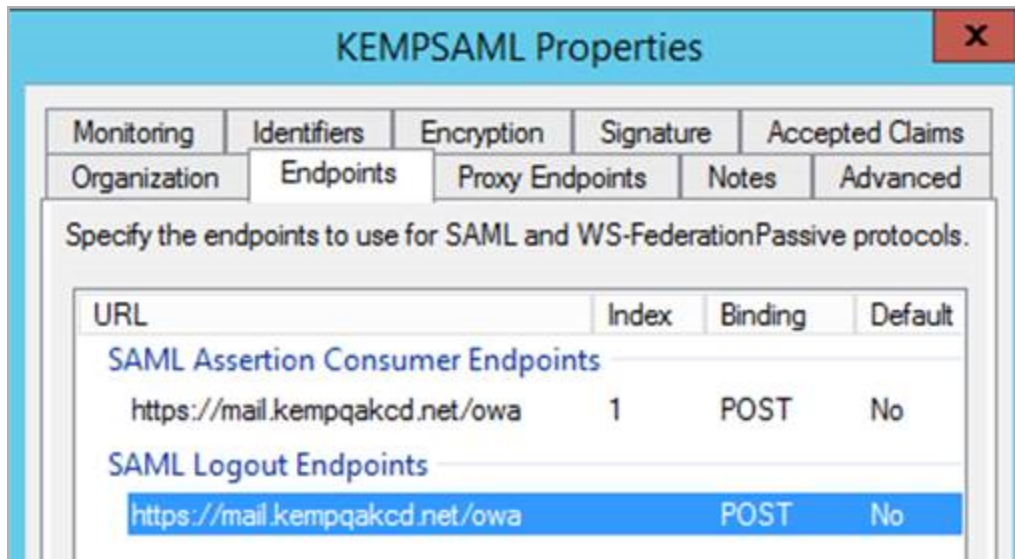 KEMPSAML Properties
x
Monitoring Identifiers Encryption Signature Accepted Claims
Organization Endpoints Proxy Endpoints Notes Advanced
Specify the endpoints to use for SAML and WS-FederationPassive protocols.
URL Index Binding Default
SAML Assertion Consumer Endpoints
https://mail.kempqakcd.net/owa 1 POST No
SAML Logout Endpoints
https://mail.kempqakcd.net/owa POST No